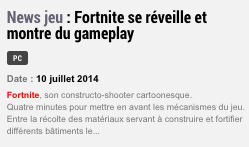 News jeu : Fortnite se réveille et
montre du gameplay
PC
Date : 10 juillet 2014
Fortnite, son constructo-shooter cartoonesque.
Quatre minutes pour mettre en avant les mécanismes du jeu.
Entre la récolte des matériaux servant à construire et fortifier
différents bâtiments le...